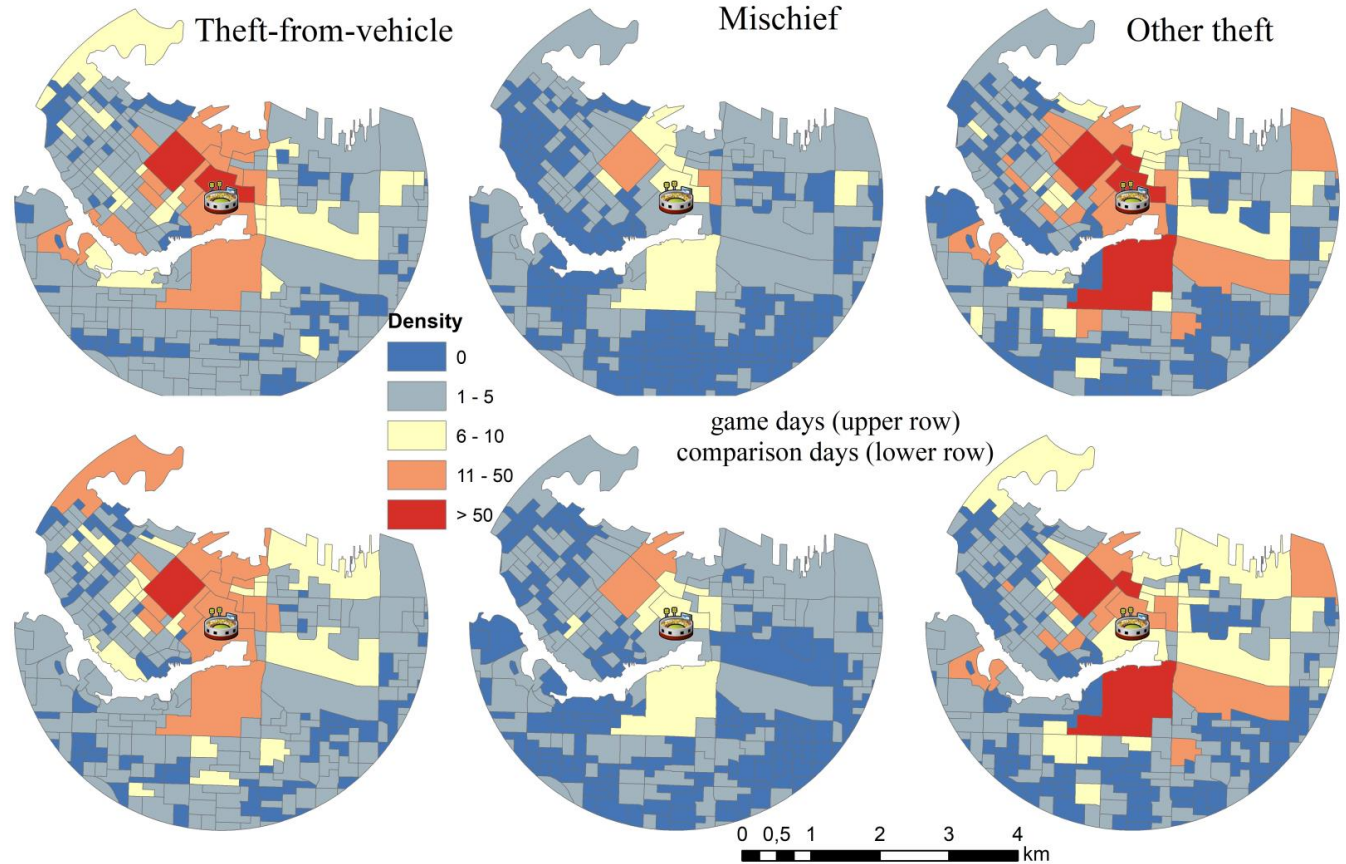 Theft-from-vehicle
Mischief
Other theft
Density
0
1 - 5
6 - 10
11 - 50
> 50
game days (upper row)
comparison days (lower row)
0 0,5 1 2 3 4
km